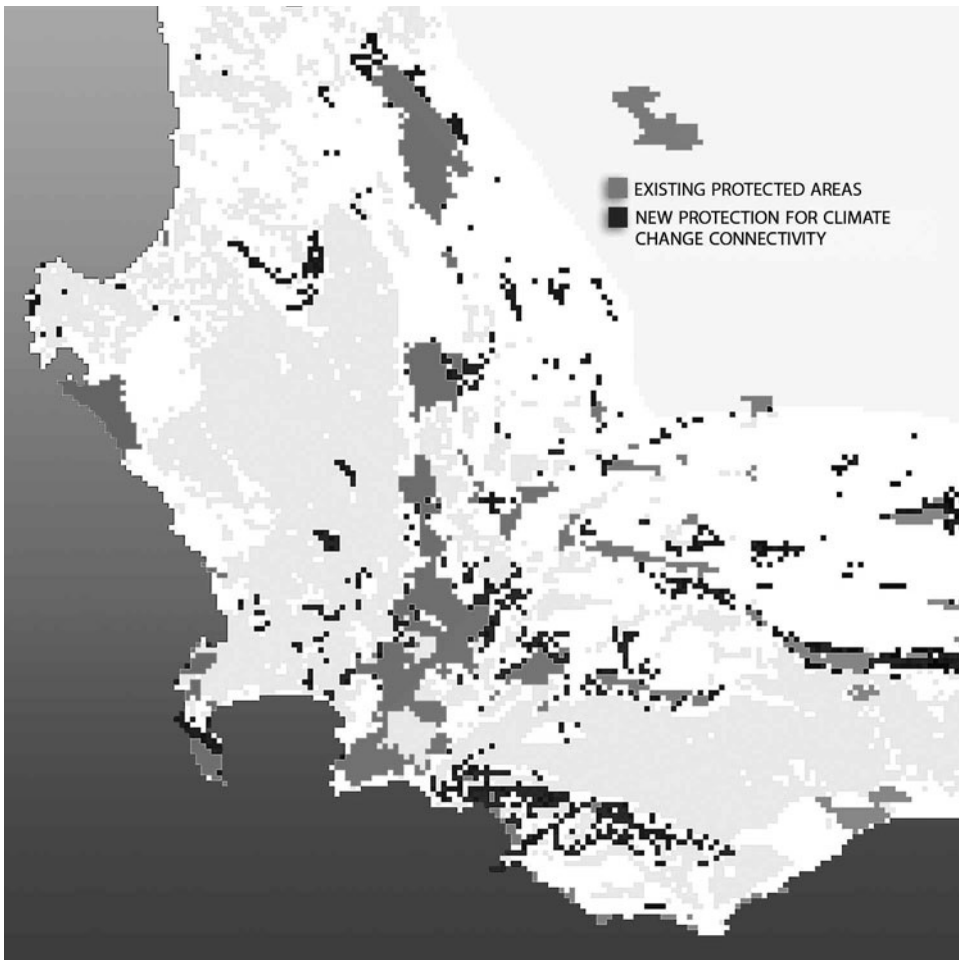 EXISTING PROTECTED AREAS
NEW PROTECTION FOR CLIMATE
CHANGE CONNECTIVITY